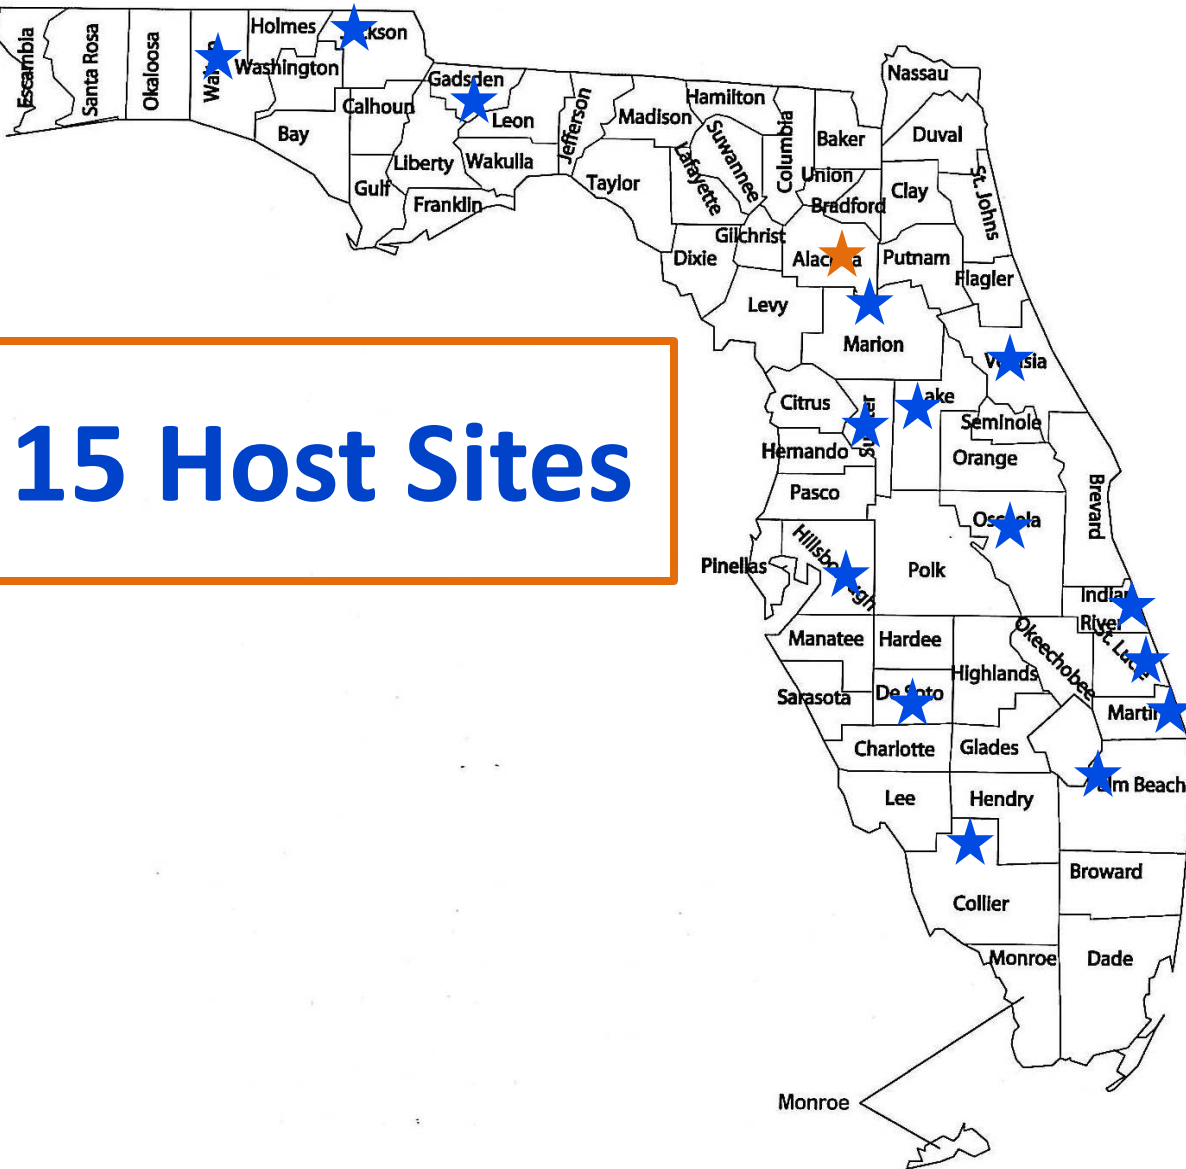 Escambia
Santa Rosa
Okaloosa
Holmes
Washington
Gadsden
Calhoun
Leon
Jefferson
Madison
Hamilton
Bay
Liberty
Wakulla
Gulf
Franklin
Taylor
Lafayette
Suwannee
Columbia
Baker
Nassau
Duval
Union
Bradford
Clay
St. Johns
Gilchrist
Dixie
Putnam
Flagler
Levy
Marion
Citrus
Seminole
Hernando
Orange
Pasco
Brevard
15 Host Sites
Pinellas
Polk
Indian
River
Manatee
Hardee
Okeechobee
Highlands
Sarasota
Charlotte
Glades
Lee
Hendry
Beach
Broward
Collier
Monroe
Dade
Monroe